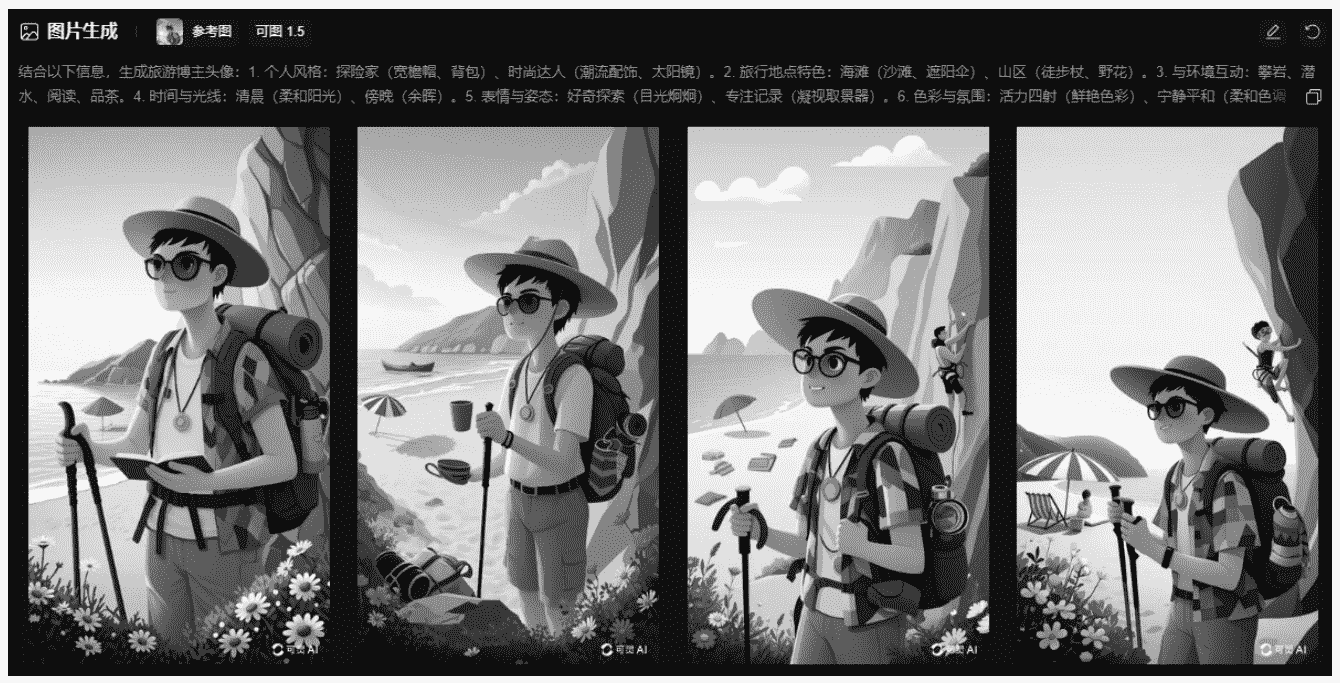 图片生成 参考图 可图 1.5
结合以下信息，生成旅游博主头像：1. 个人风格：探险家（宽檐帽、背包）、时尚达人（潮流配饰、太阳镜）。2. 旅行地点特色：海滩（沙滩、遮阳伞）、山区（徒步杖、野花）。3. 与环境互动：攀岩、潜
水、阅读、品茶。4. 时间与光线：清晨（柔和阳光）、傍晚（余晖）。5. 表情与姿态：好奇探索（目光炯炯）、专注记录（凝视取景器）。6. 色彩与氛围：活力四射（鲜艳色彩）、宁静平和（柔和色调
可灵 AI
可灵 AI
可灵 AI
可灵 AI